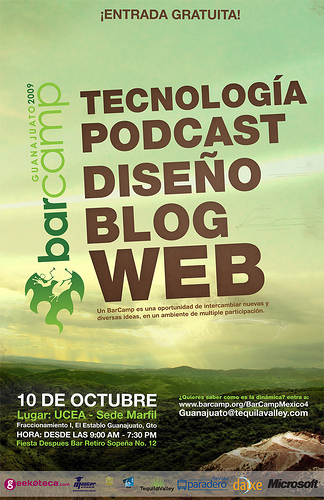 ¡ENTRADA GRATUITA!
GUANAJUATO 2009
barcamp
TECNOLOGÍA
PODCAST
DISEÑO
BLOG
WEB
Un BarCamp es una oportunidad de intercambiar nuevas y
diversas ideas, en un ambiente de multiple participación.
10 DE OCTUBRE
Lugar: UCEA - Sede Marfil
Fraccionamiento I, El Establo Guanajuato, Gto
HORA: DESDE LAS 9:00 AM - 7:30 PM
Fiesta Despues Bar Retiro Sopeña No. 12
¿Quieres saber como es la dinámica? entra a:
www.barcamp.org/BarCampMexico4
Guanajuato@tequilavalley.com
geekoteca.com
TequilaValley
paradero
daxe
Microsoft